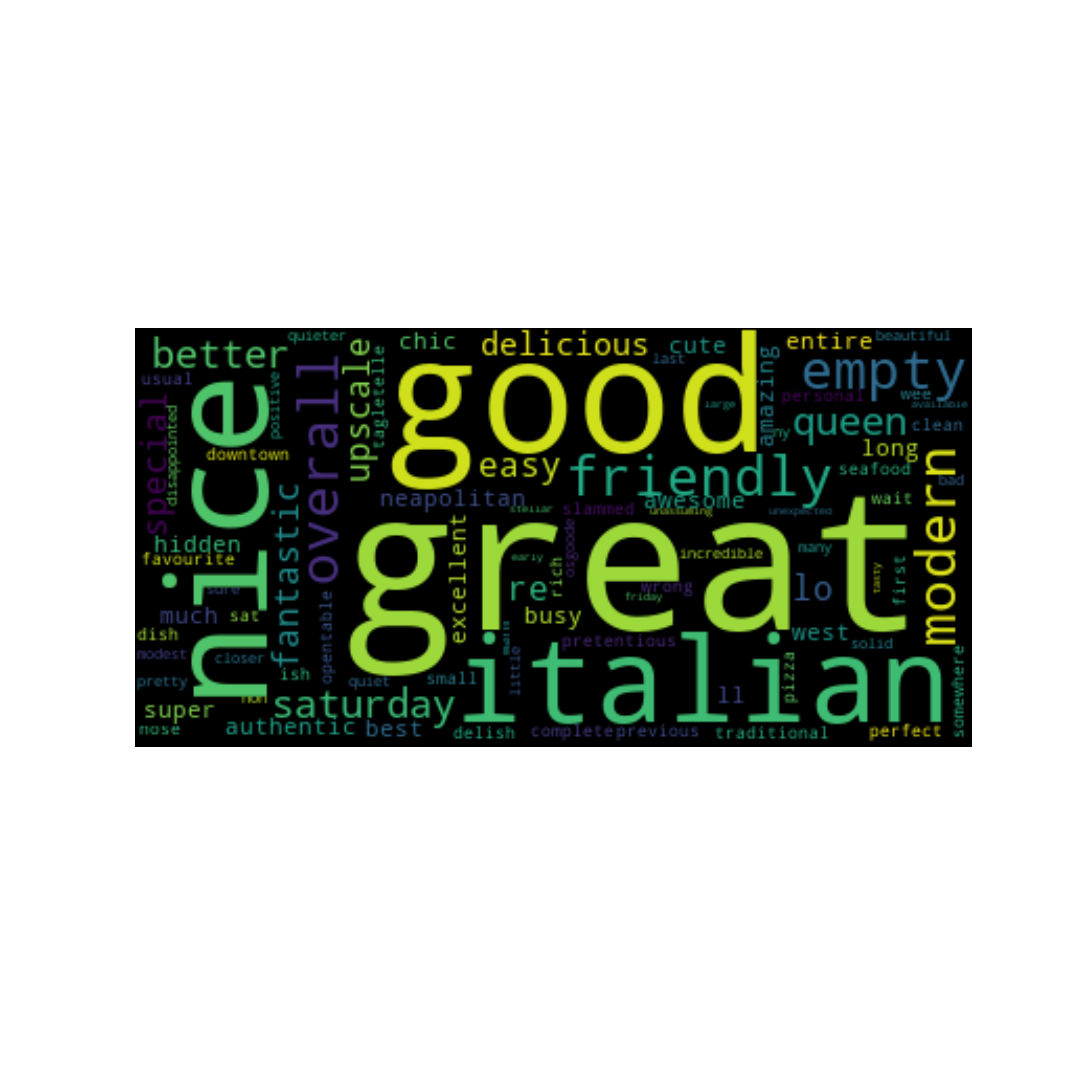 quieter
chic
delicious
cute
entire
beautiful
better
usual
positive
overall
upscale
tagletelle
good
last
amazing
empty
personal
wee
available
large
special
disappointed
nice
downtown
easy
friendly
ny
queen
clean
long
seafood
bad
modern
neapolitan
stellar
slammed
awesome
unassuming
unexpected
wait
hidden
favourite
fantastic
excellent
great
early
rich
osgoode
incredible
many
tasty
first
sure
much
sat
opentable
re
wrong
friday
lo
busy
dish
modest
closer
pretentious
west
solid
pretty
non
ish
quiet
small
little
italian
ll
pizza
somewhere
super
saturday
nose
authentic
best
delish
complete
previous
traditional
perfect